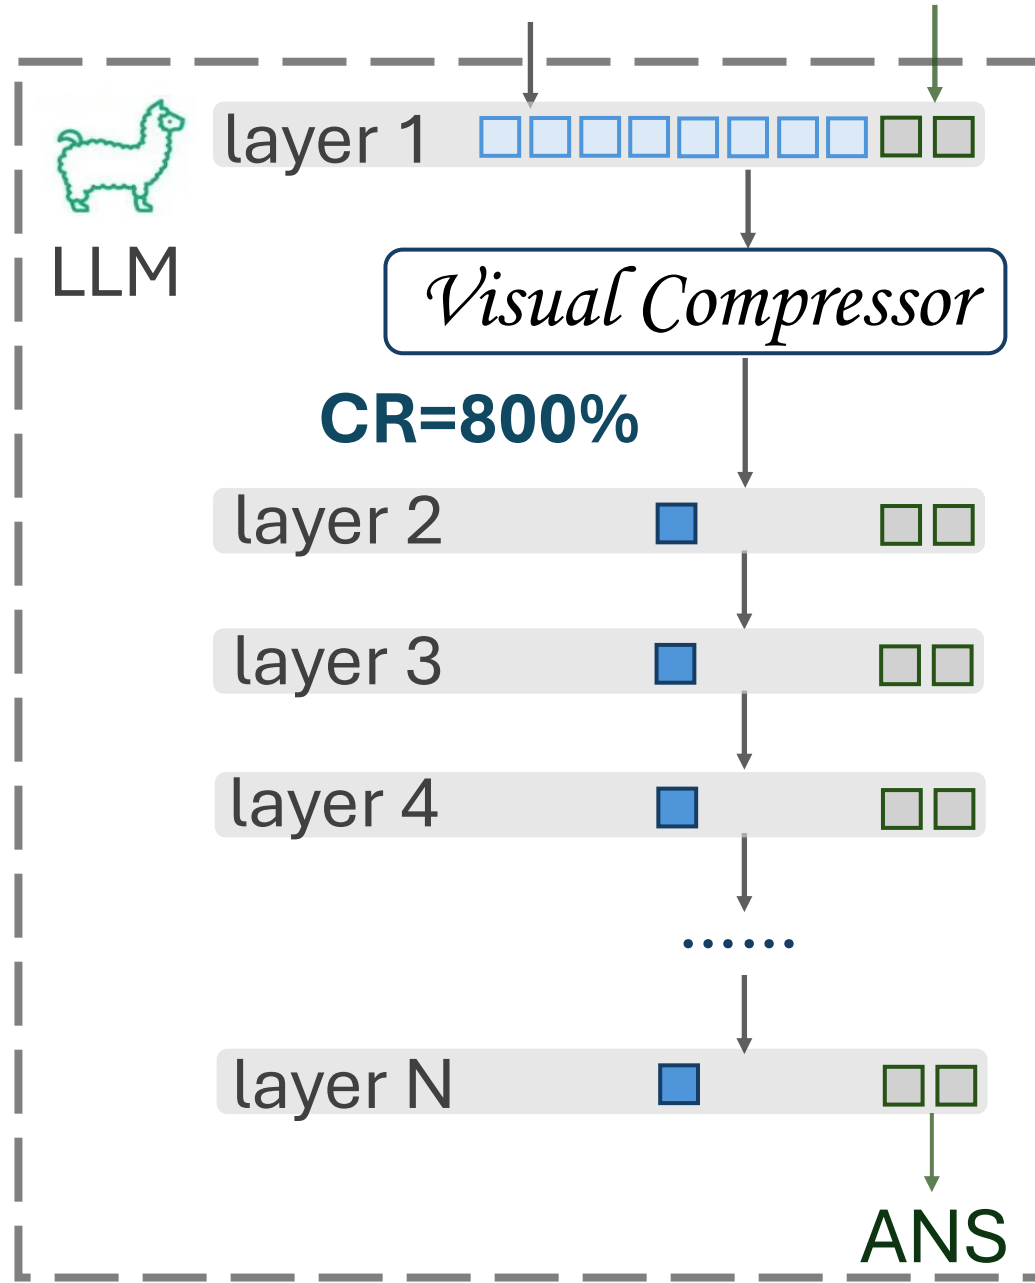 layer 1
LLM
Visual Compressor
CR=800%
layer 2
layer 3
layer 4
......
layer N
ANS